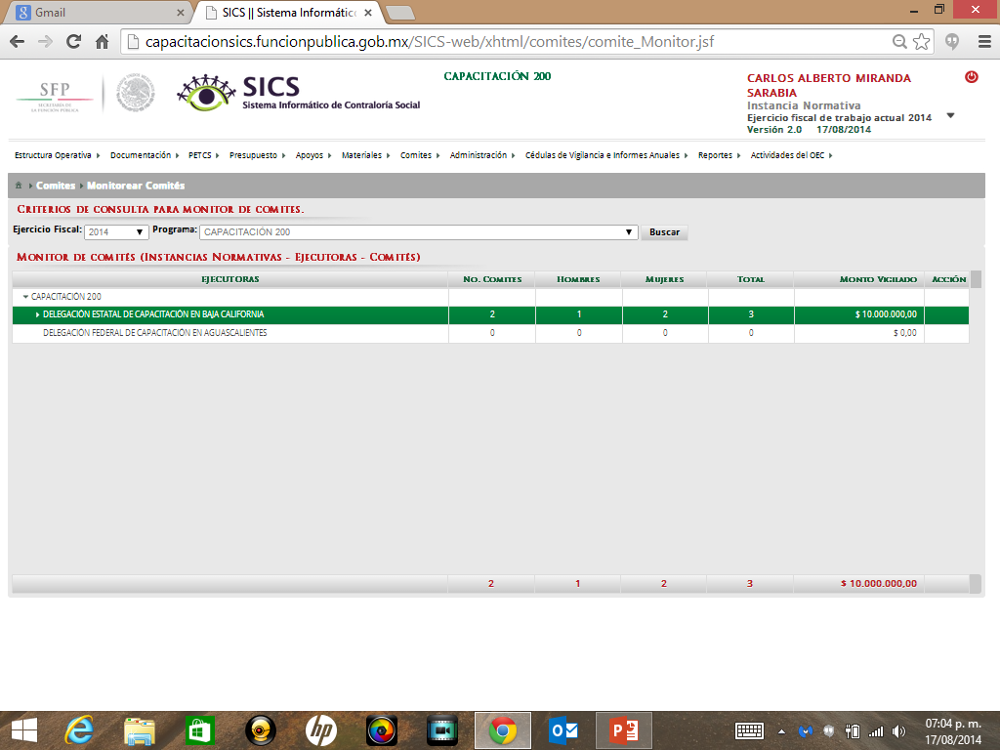 Gmail
SICS || Sistema Informático
capacitacionsics.funcionpublica.gob.mx/SICS-web/xhtml/comites/comite_Monitor.jsf
SFP
SECRETARÍA DE
LA FUNCIÓN PÚBLICA
SICS
Sistema Informático de Contraloría Social
CAPACITACIÓN 200
CARLOS ALBERTO MIRANDA
SARABIA
Instancia Normativa
Ejercicio fiscal de trabajo actual 2014
Versión 2.0 17/08/2014
Estructura Operativa Documentación PETCS Presupuesto Apoyos Materiales Comites Administración Cédulas de Vigilancia e Informes Anuales Reportes Actividades del OEC
Comites Monitorear Comités
Criterios de consulta para monitor de comites.
Ejercicio Fiscal: 2014 Programa: CAPACITACIÓN 200 Buscar
Monitor de comités (Instancias Normativas - Ejecutoras - Comités)
Ejecutoras No. Comites Hombres Mujeres Total Monto Vigilado Acción
CAPACITACIÓN 200
DELEGACIÓN ESTATAL DE CAPACITACIÓN EN BAJA CALIFORNIA 2 1 2 3 $ 10.000.000,00
DELEGACIÓN FEDERAL DE CAPACITACIÓN EN AGUASCALIENTES 0 0 0 0 $ 0,00
2 1 2 3 $ 10.000.000,00
07:04 p. m.
17/08/2014